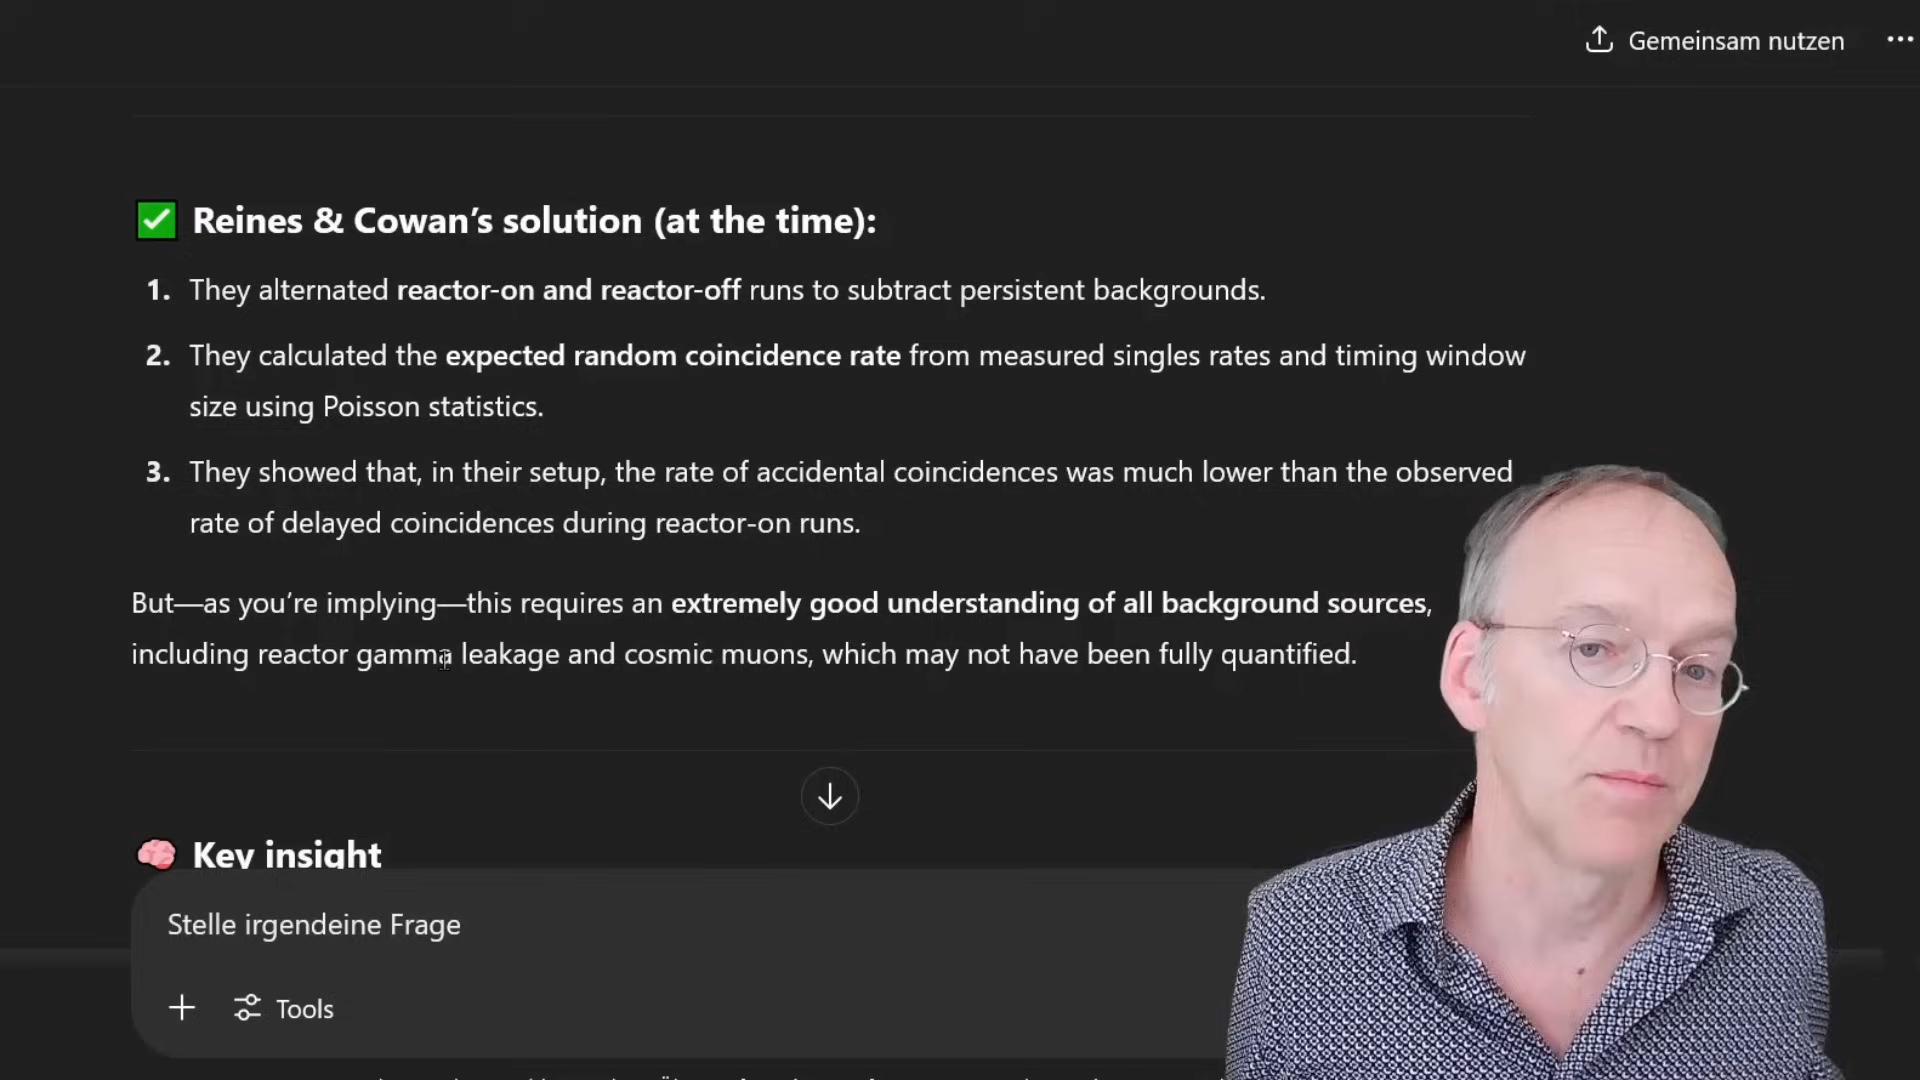 Gemeinsam nutzen
Reines & Cowan’s solution (at the time):
1. They alternated reactor-on and reactor-off runs to subtract persistent backgrounds.
2. They calculated the expected random coincidence rate from measured singles rates and timing window
size using Poisson statistics.
3. They showed that, in their setup, the rate of accidental coincidences was much lower than the observed
rate of delayed coincidences during reactor-on runs.
But—as you’re implying—this requires an extremely good understanding of all background sources,
including reactor gamma leakage and cosmic muons, which may not have been fully quantified.
Key insight
Stelle irgendeine Frage
Tools